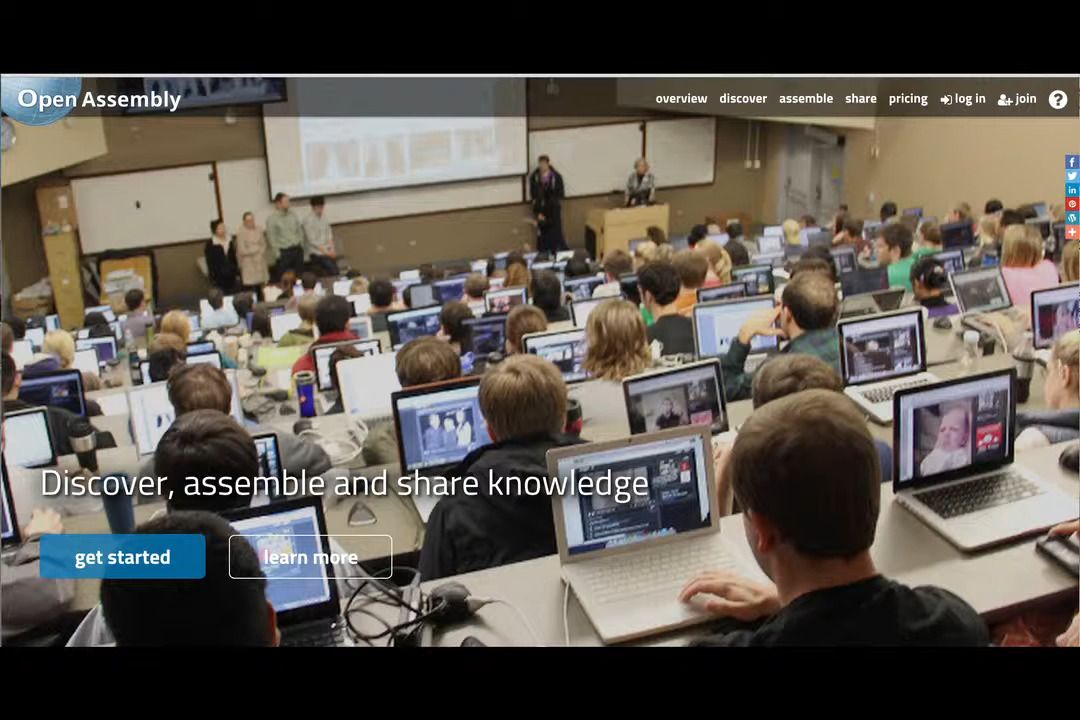 Open Assembly
overview discover assemble share pricing log in join ?
Discover, assemble and share knowledge
get started learn more